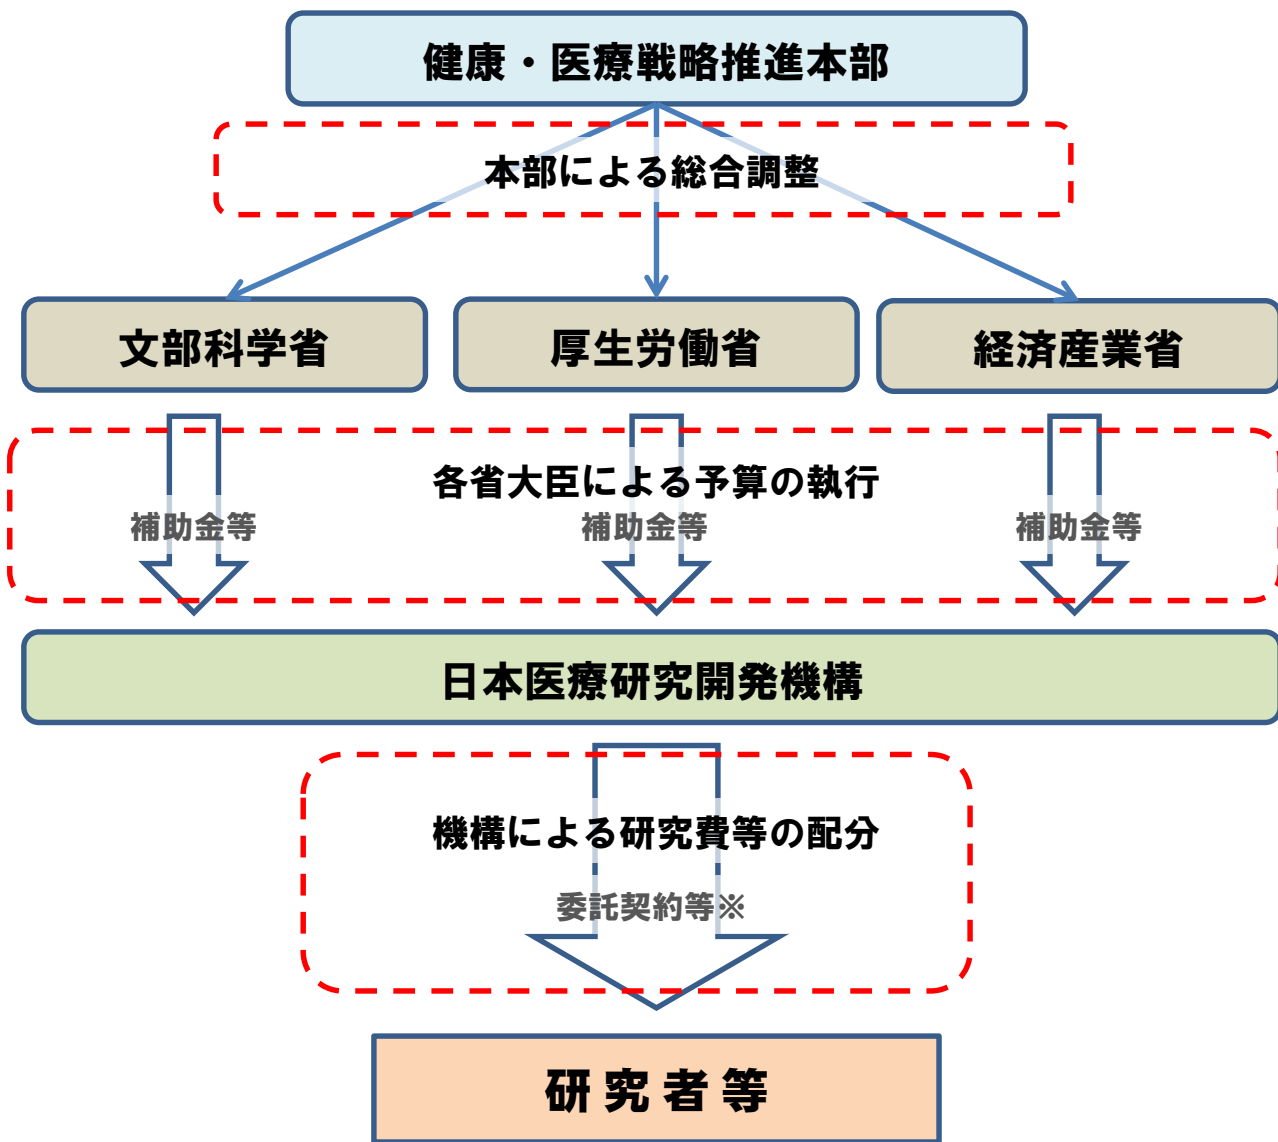 健康・医療戦略推進本部
本部による総合調整
文部科学省
厚生労働省
経済産業省
各省大臣による予算の執行
補助金等
補助金等
補助金等
日本医療研究開発機構
機構による研究費等の配分
委託契約等※
研究者等